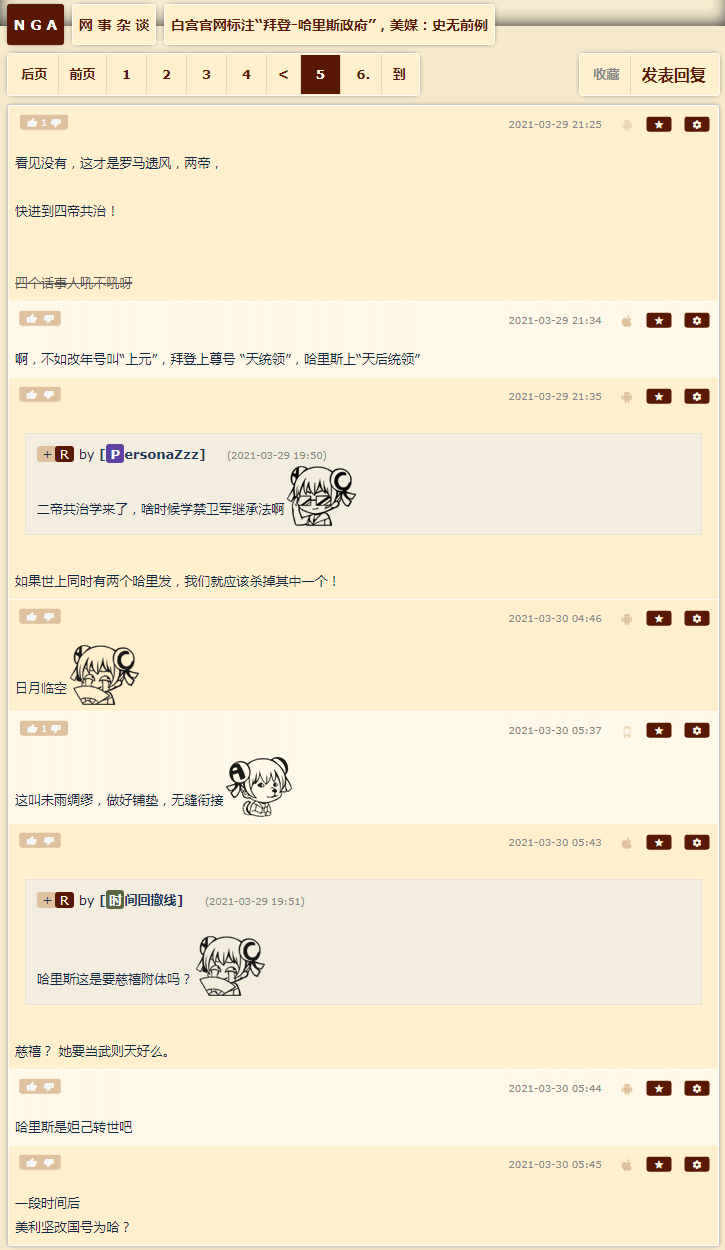 NGA 网事杂谈 白宫官网标注“拜登-哈里斯政府”，美媒：史无前例
后页 前页 1 2 3 4 < 5 6. 到 收藏 发表回复
1 2021-03-29 21:25
看见没有，这才是罗马遗风，两帝，
快进到四帝共治！
四个话事人吼不吼呀
2021-03-29 21:34
啊，不如改年号叫“上元”，拜登上尊号 “天统领”，哈里斯上“天后统领”
2021-03-29 21:35
+ R by [PersonaZzz] (2021-03-29 19:50)
二帝共治学来了，啥时候学禁卫军继承法啊
如果世上同时有两个哈里发，我们就应该杀掉其中一个！
2021-03-30 04:46
日月临空
1 2021-03-30 05:37
这叫未雨绸缪，做好铺垫，无缝衔接
2021-03-30 05:43
+ R by [时间回撤线] (2021-03-29 19:51)
哈里斯这是要慈禧附体吗？
慈禧？ 她要当武则天好么。
2021-03-30 05:44
哈里斯是妲己转世吧
2021-03-30 05:45
一段时间后
美利坚改国号为哈？